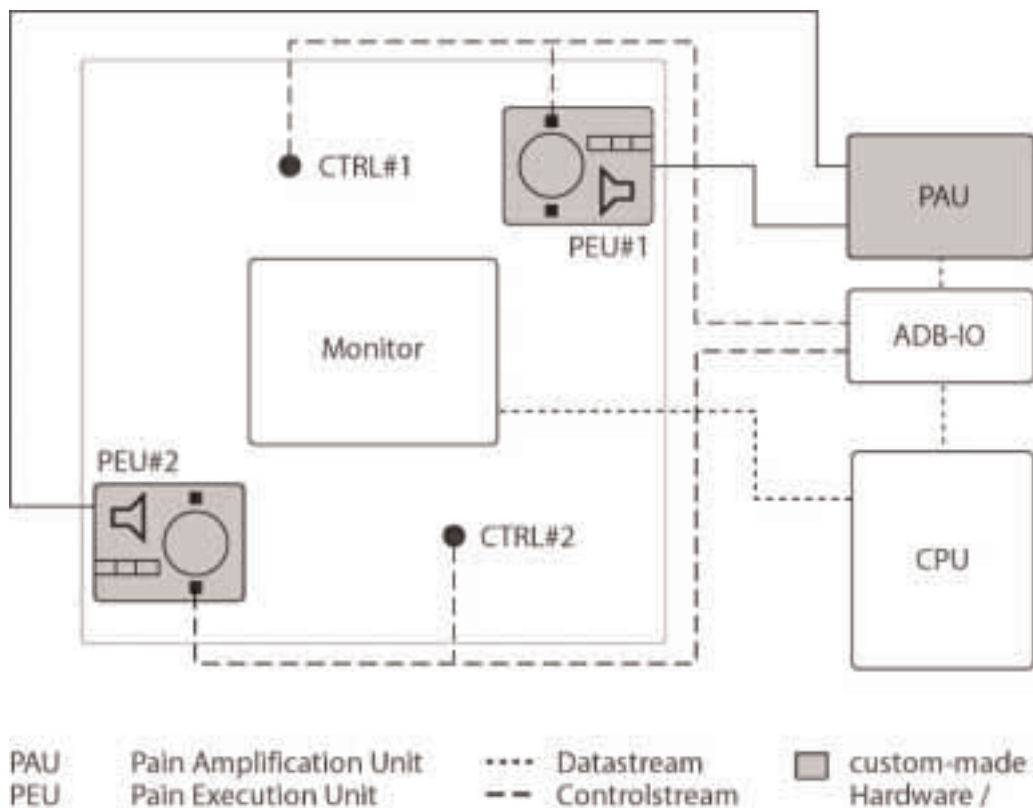 CTRL#1
PEU#1
PAU
Monitor
ADB-IO
PEU#2
CTRL#2
CPU
PAU Pain Amplification Unit Datastream custom-made
PEU Pain Execution Unit Controlstream Hardware /